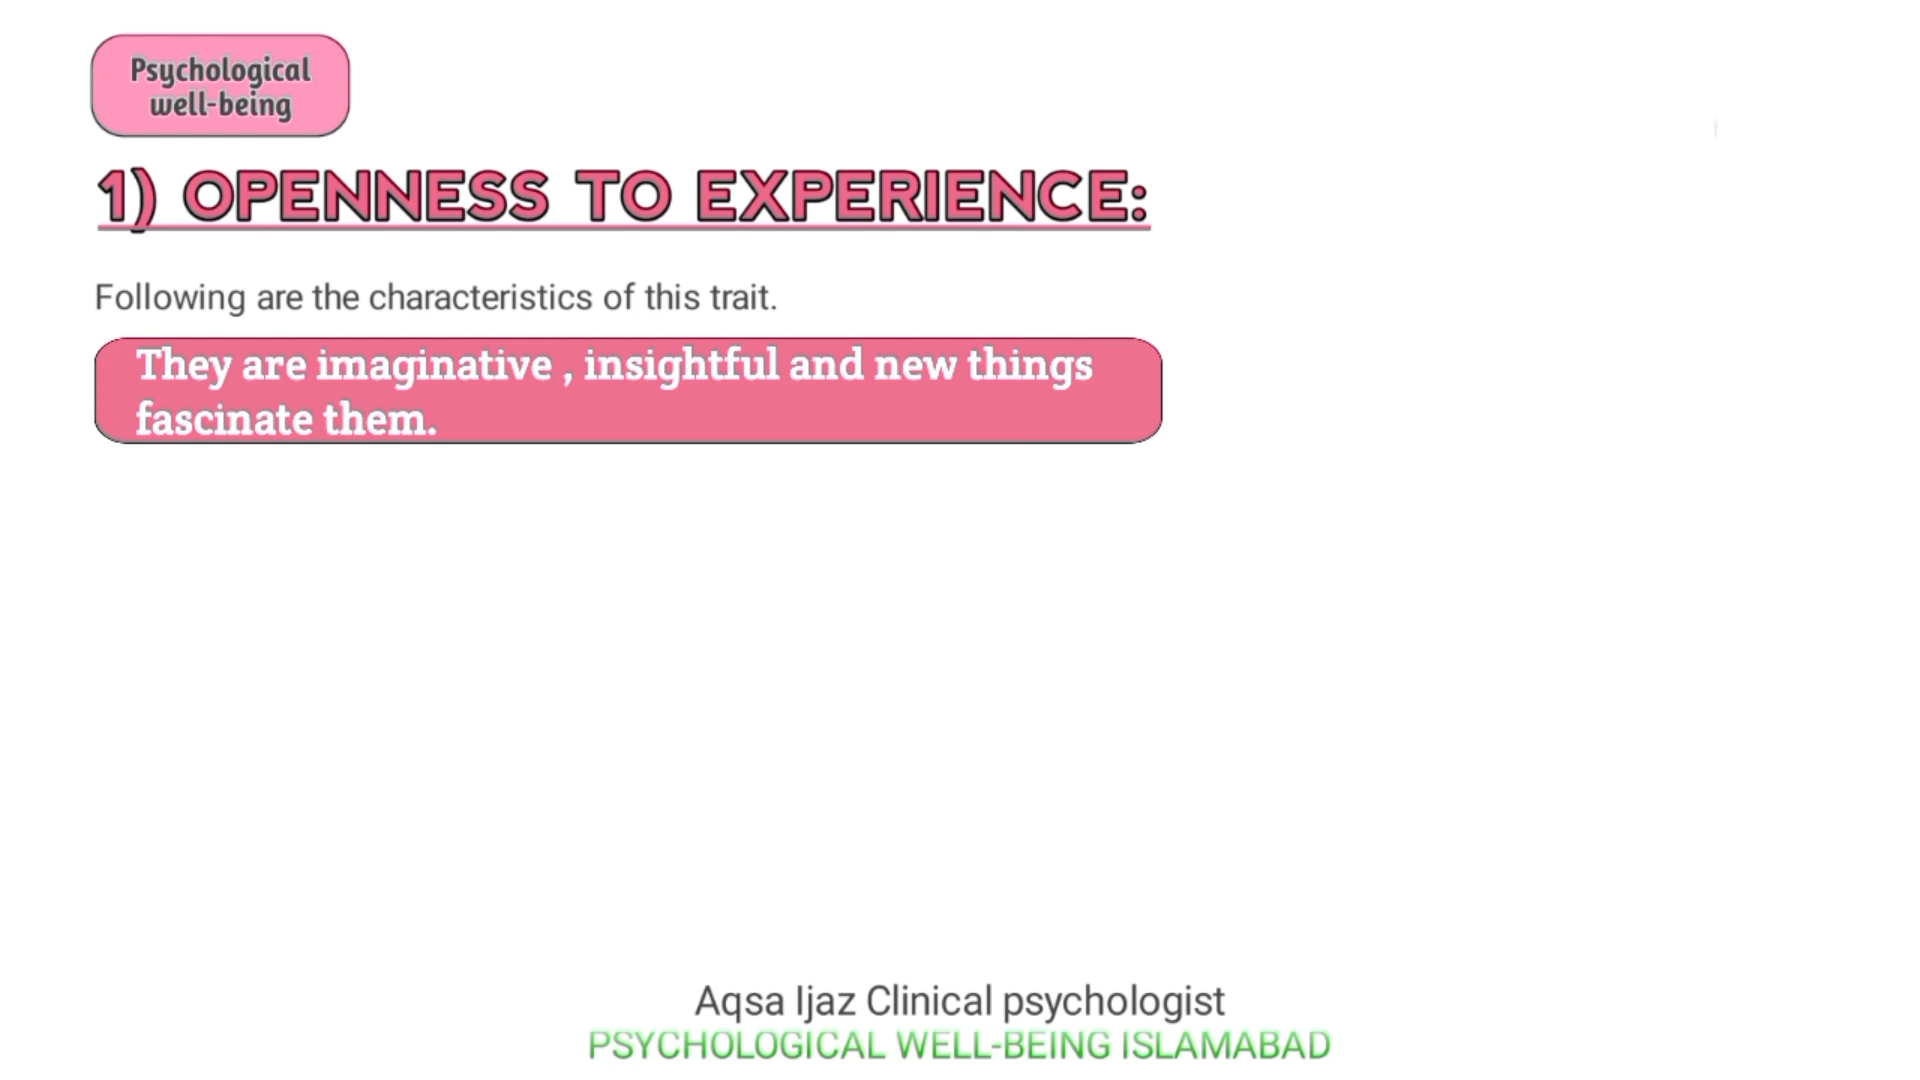 Psychological
well-being
1) OPENNESS TO EXPERIENCE:
Following are the characteristics of this trait.
They are imaginative , insightful and new things
fascinate them.
Aqsa Ijaz Clinical psychologist
PSYCHOLOGICAL WELL-BEING ISLAMABAD